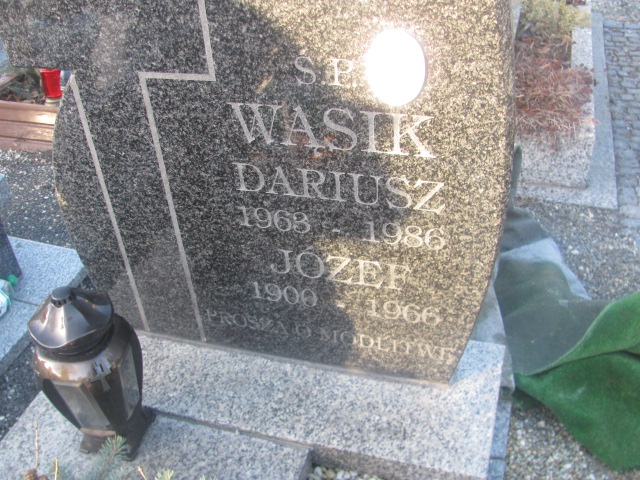 Ś.P.
WĄSIK
DARIUSZ
1963 - 1986
JÓZEF
1900 - 1966
PROSZĄ O MODLITWĘ